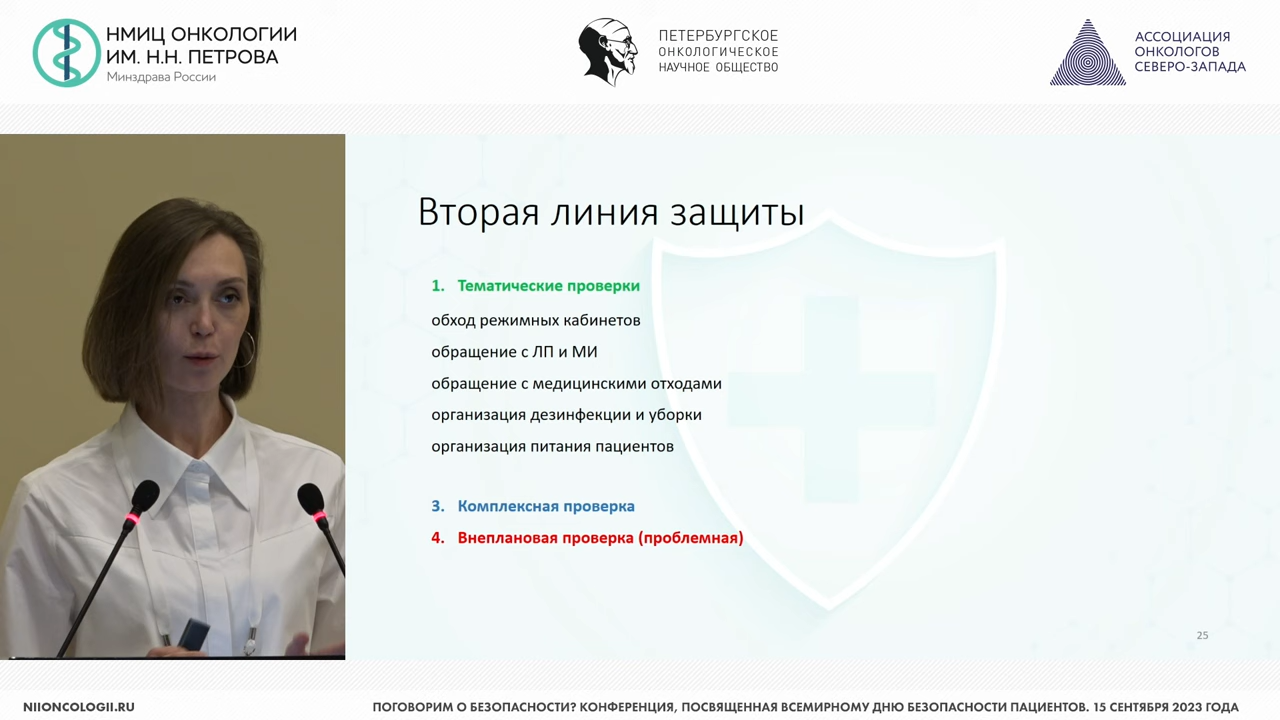 НМИЦ ОНКОЛОГИИ
ИМ. Н.Н. ПЕТРОВА
Минздрава России
ПЕТЕРБУРГСКОЕ
ОНКОЛОГИЧЕСКОЕ
НАУЧНОЕ ОБЩЕСТВО
АССОЦИАЦИЯ
ОНКОЛОГОВ
СЕВЕРО-ЗАПАДА
Вторая линия защиты
1. Тематические проверки
обход режимных кабинетов
обращение с ЛП и МИ
обращение с медицинскими отходами
организация дезинфекции и уборки
организация питания пациентов
3. Комплексная проверка
4. Внеплановая проверка (проблемная)
25
NIIONCOLOGII.RU
ПОГОВОРИМ О БЕЗОПАСНОСТИ? КОНФЕРЕНЦИЯ, ПОСВЯЩЕННАЯ ВСЕМИРНОМУ ДНЮ БЕЗОПАСНОСТИ ПАЦИЕНТОВ. 15 СЕНТЯБРЯ 2023 ГОДА